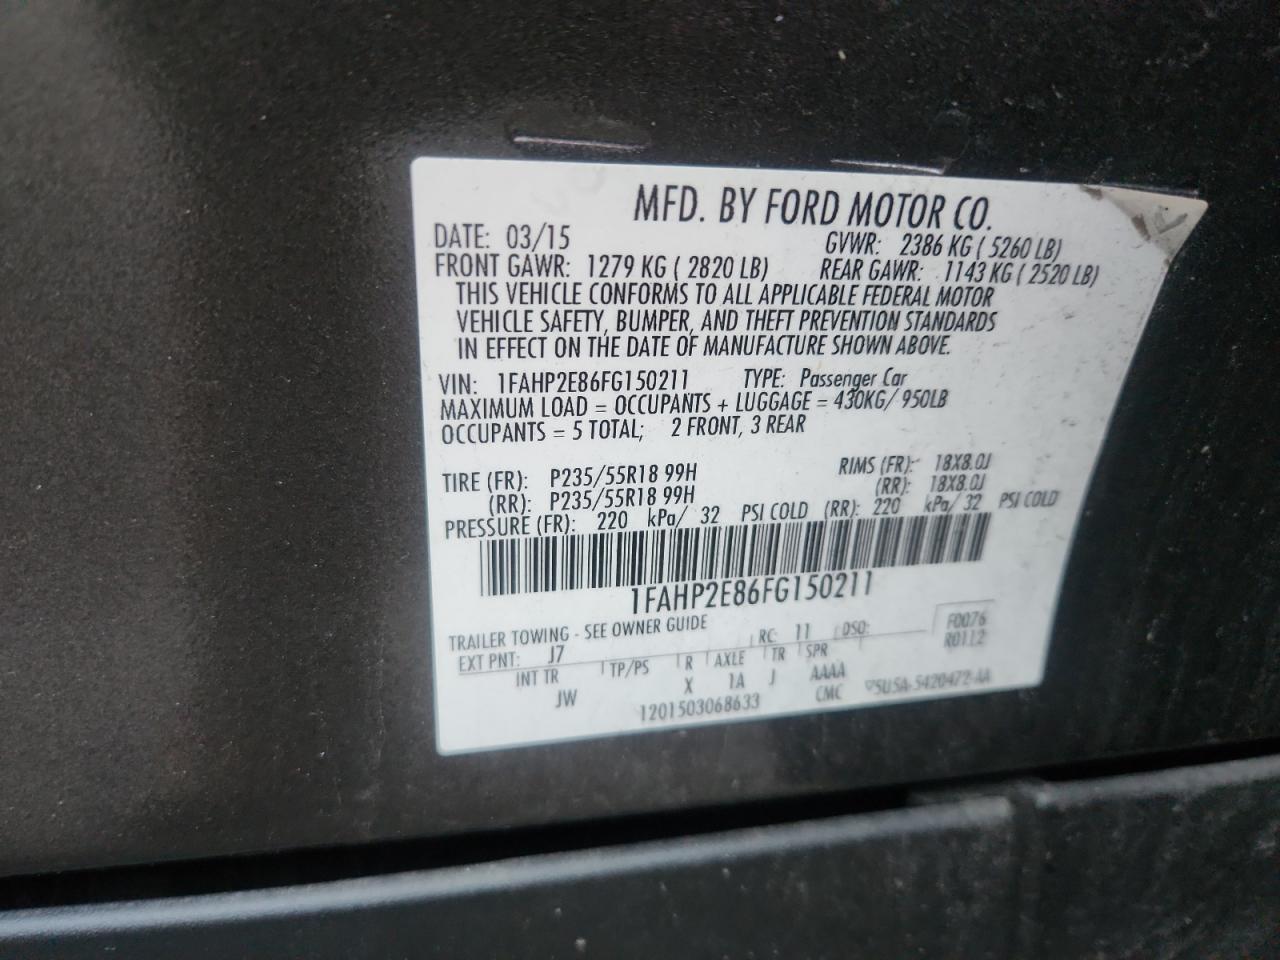 MFD. BY FORD MOTOR CO.
DATE: 03/15 GVWR: 2386 KG ( 5260 LB)
FRONT GAWR: 1279 KG ( 2820 LB) REAR GAWR: 1143 KG ( 2520 LB)
THIS VEHICLE CONFORMS TO ALL APPLICABLE FEDERAL MOTOR
VEHICLE SAFETY, BUMPER, AND THEFT PREVENTION STANDARDS
IN EFFECT ON THE DATE OF MANUFACTURE SHOWN ABOVE.
VIN: 1FAHP2E86FG150211 TYPE: Passenger Car
MAXIMUM LOAD = OCCUPANTS + LUGGAGE = 430KG/ 950LB
OCCUPANTS = 5 TOTAL; 2 FRONT, 3 REAR
TIRE (FR): P235/55R18 99H RIMS (FR): 18X8.0J
(RR): P235/55R18 99H (RR): 18X8.0J
PRESSURE (FR): 220 kPa/ 32 PSI COLD (RR): 220 kPa/ 32 PSI COLD
1FAHP2E86FG150211
TRAILER TOWING - SEE OWNER GUIDE
EXT PNT: J7 RC: 11 DSO: F0076
R0112
INT TR TP/PS R AXLE TR SPR
JW X 1A J AAAA
1201503068633 CMC 5U5A-5420472-AA